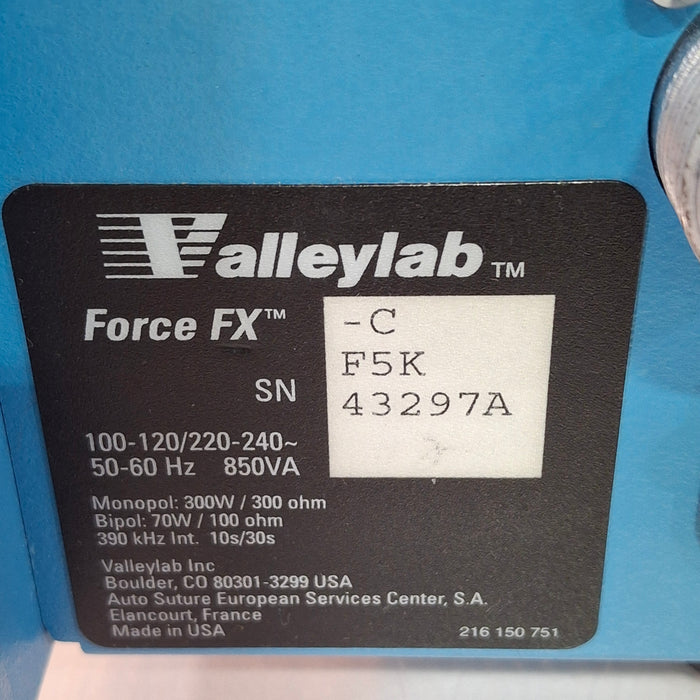 Valleylab™
Force FX™ -C
F5K
SN 43297A
100-120/220-240~
50-60 Hz 850VA
Monopol: 300W / 300 ohm
Bipol: 70W / 100 ohm
390 kHz Int. 10s/30s
Valleylab Inc
Boulder, CO 80301-3299 USA
Auto Suture European Services Center, S.A.
Elancourt, France
Made in USA 216 150 751